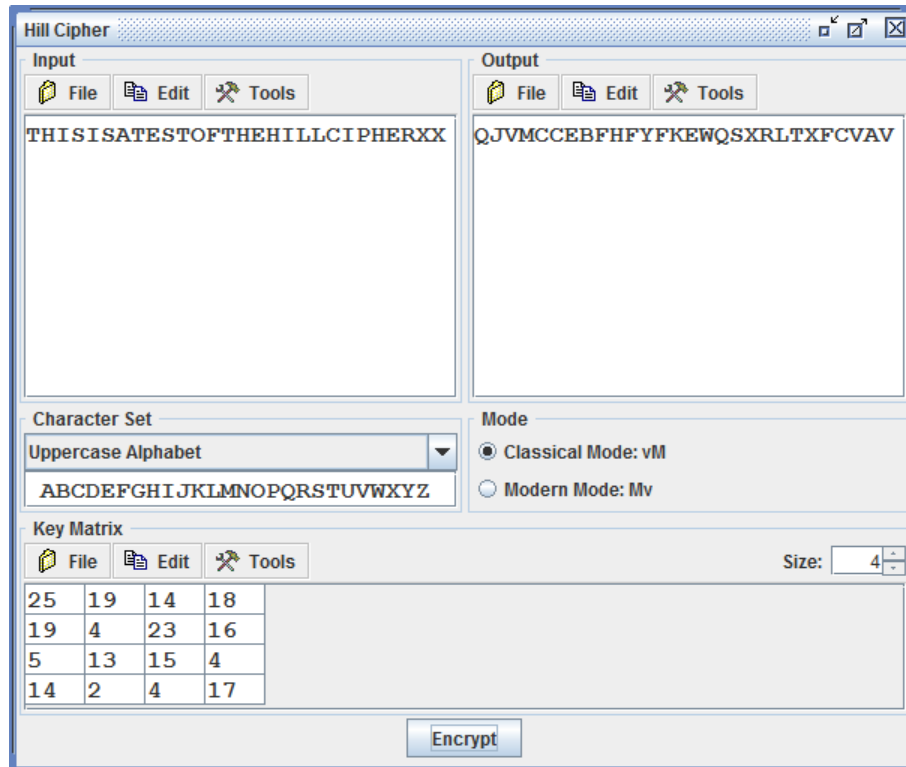 Hill Cipher
Input
File Edit Tools
THISISATESTOFTHEHILLCIPHERXX
Output
File Edit Tools
QJVMCCEBFHFYFKEWQSXRLTXFCVAV
Character Set
Uppercase Alphabet
ABCDEFGHIJKLMNOPQRSTUVWXYZ
Mode
Classical Mode: vM
Modern Mode: Mv
Key Matrix
File Edit Tools Size: 4
25 19 14 18
19 4 23 16
5 13 15 4
14 2 4 17
Encrypt